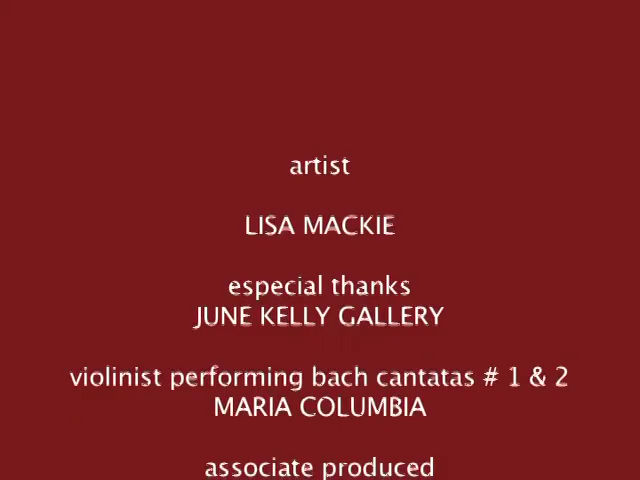 artist
LISA MACKIE
especial thanks
JUNE KELLY GALLERY
violinist performing bach cantatas # 1 & 2
MARIA COLUMBIA
associate produced